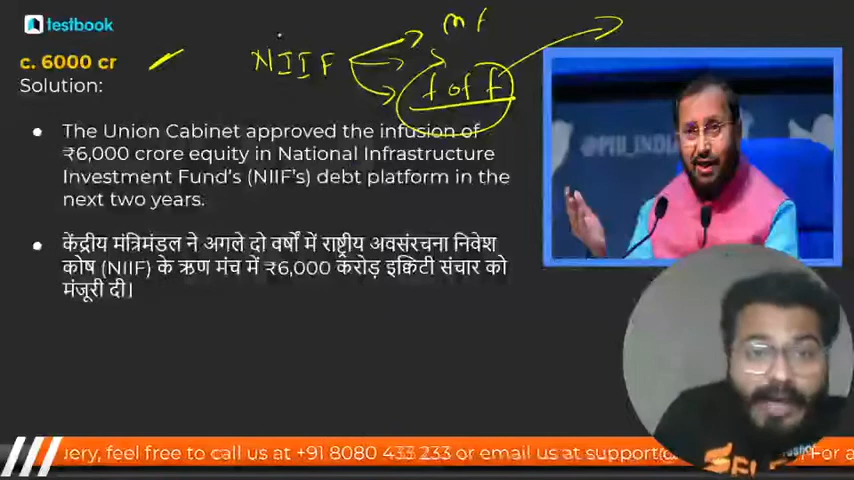 testbook
c. 6000 cr
NIIF
m f
S
f of f
Solution:
@PIB_INDIA
The Union Cabinet approved the infusion of
₹6,000 crore equity in National Infrastructure
Investment Fund's (NIIF's) debt platform in the
next two years.
केंद्रीय मंत्रिमंडल ने अगले दो वर्षों में राष्ट्रीय अवसंरचना निवेश
कोष (NIIF) के ऋण मंच में ₹6,000 करोड़ इक्विटी संचार को
मंजूरी दी।
ery, feel free to call us at +91 8080 433 233 or email us at support For a